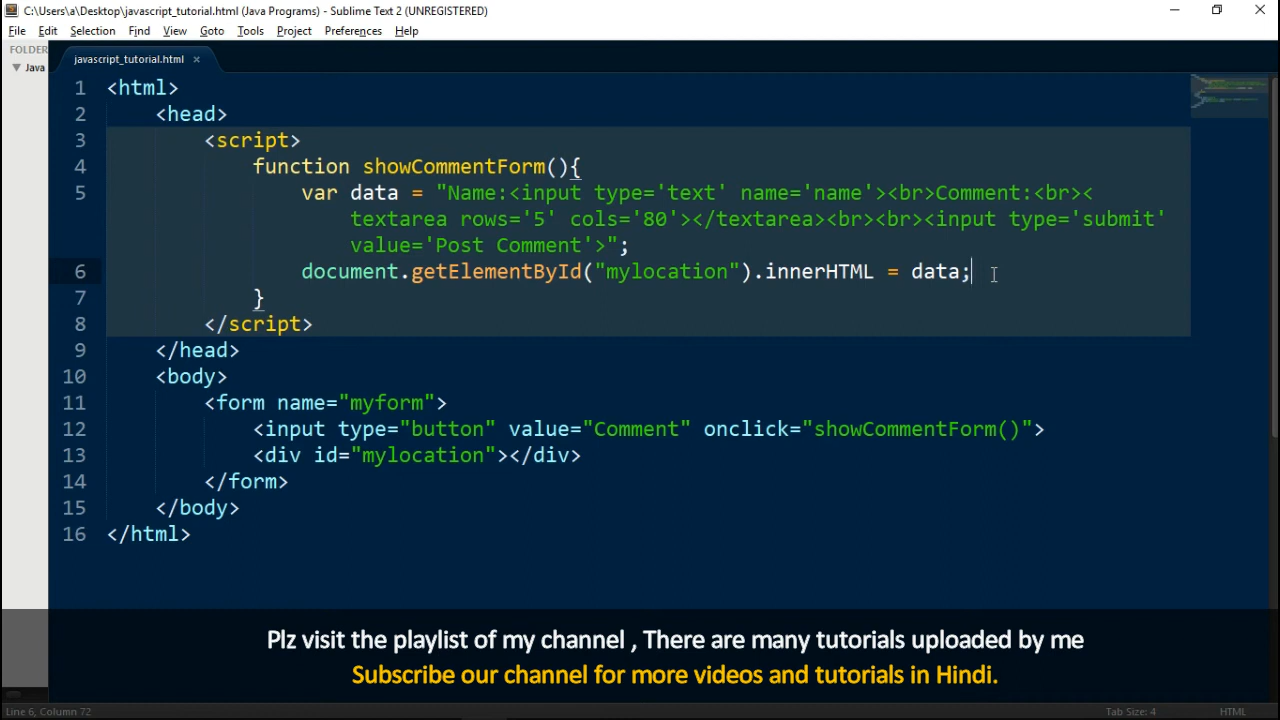 C:\Users\a\Desktop\javascript_tutorial.html (Java Programs) - Sublime Text 2 (UNREGISTERED)
File Edit Selection Find View Goto Tools Project Preferences Help
FOLDER
Java
javascript_tutorial.html ×
1 <html>
2 <head>
3 <script>
4 function showCommentForm(){
5 var data = "Name:<input type='text' name='name'><br>Comment:<br><
textarea rows='5' cols='80'></textarea><br><br><input type='submit'
value='Post Comment'>";
6 document.getElementById("mylocation").innerHTML = data;
7 }
8 </script>
9 </head>
10 <body>
11 <form name="myform">
12 <input type="button" value="Comment" onclick="showCommentForm()">
13 <div id="mylocation"></div>
14 </form>
15 </body>
16 </html>
Plz visit the playlist of my channel , There are many tutorials uploaded by me
Subscribe our channel for more videos and tutorials in Hindi.
Line 6, Column 72 Tab Size: 4 HTML